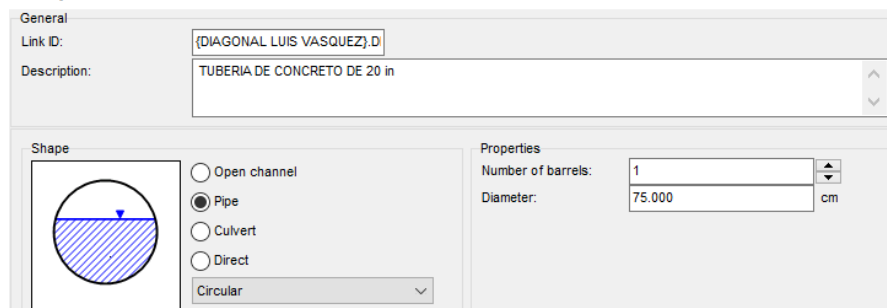 General
Link ID: {DIAGONAL LUIS VASQUEZ}.D
Description: TUBERIA DE CONCRETO DE 20 in
Shape
Open channel
Pipe
Culvert
Direct
Circular
Properties
Number of barrels: 1
Diameter: 75.000 cm